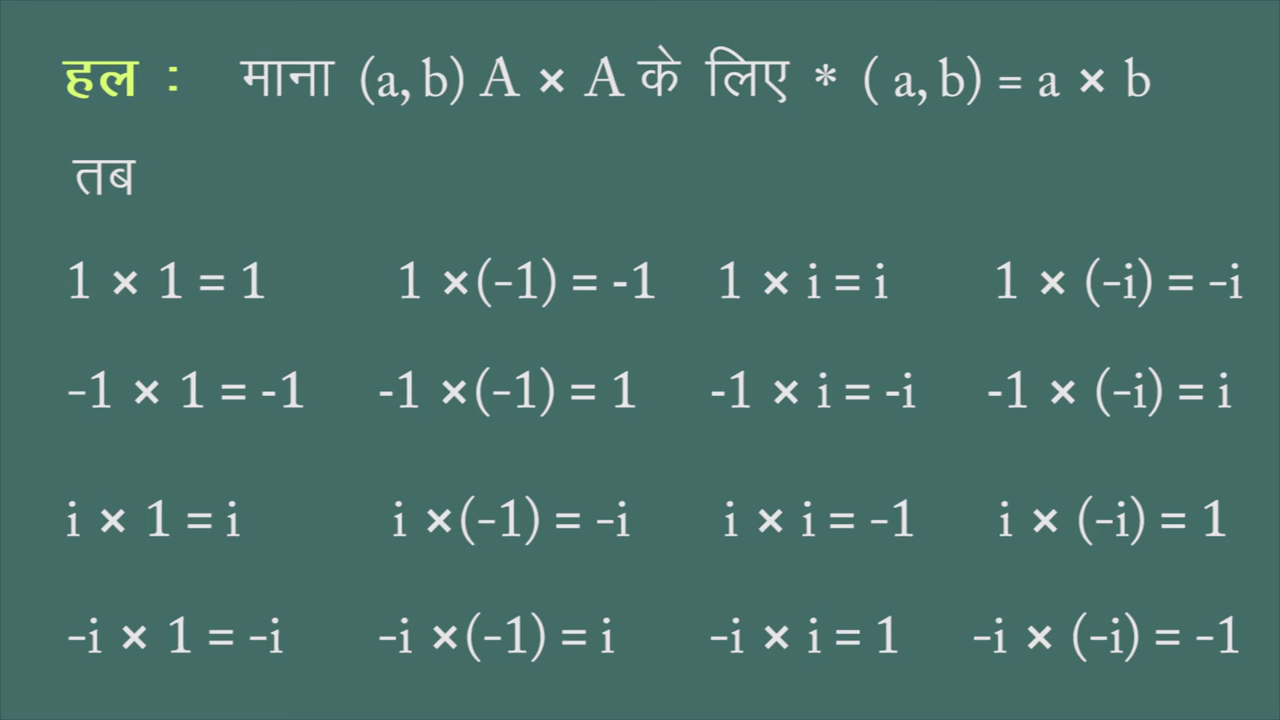 हल : माना (a, b) A × A के लिए * ( a, b) = a × b
तब
1 × 1 = 1 1 ×(-1) = -1 1 × i = i 1 × (-i) = -i
-1 × 1 = -1 -1 ×(-1) = 1 -1 × i = -i -1 × (-i) = i
i × 1 = i i ×(-1) = -i i × i = -1 i × (-i) = 1
-i × 1 = -i -i ×(-1) = i -i × i = 1 -i × (-i) = -1